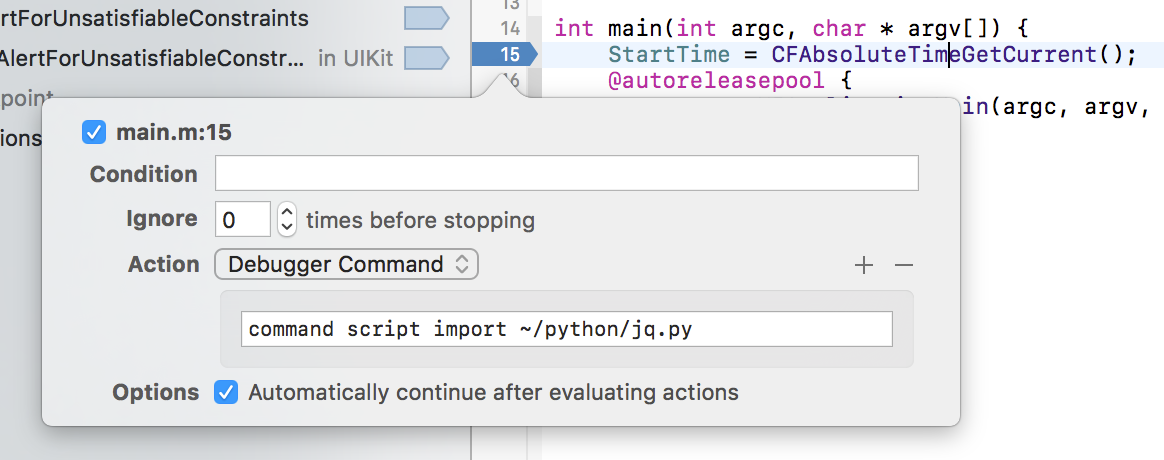 rtForUnsatisfiableConstraints
AlertForUnsatisfiableConstr... in UIKit
point
ions
13
14 int main(int argc, char * argv[]) {
15 StartTime = CFAbsoluteTimeGetCurrent();
16 @autoreleasepool {
in(argc, argv,
main.m:15
Condition
Ignore 0 times before stopping
Action Debugger Command
command script import ~/python/jq.py
Options Automatically continue after evaluating actions